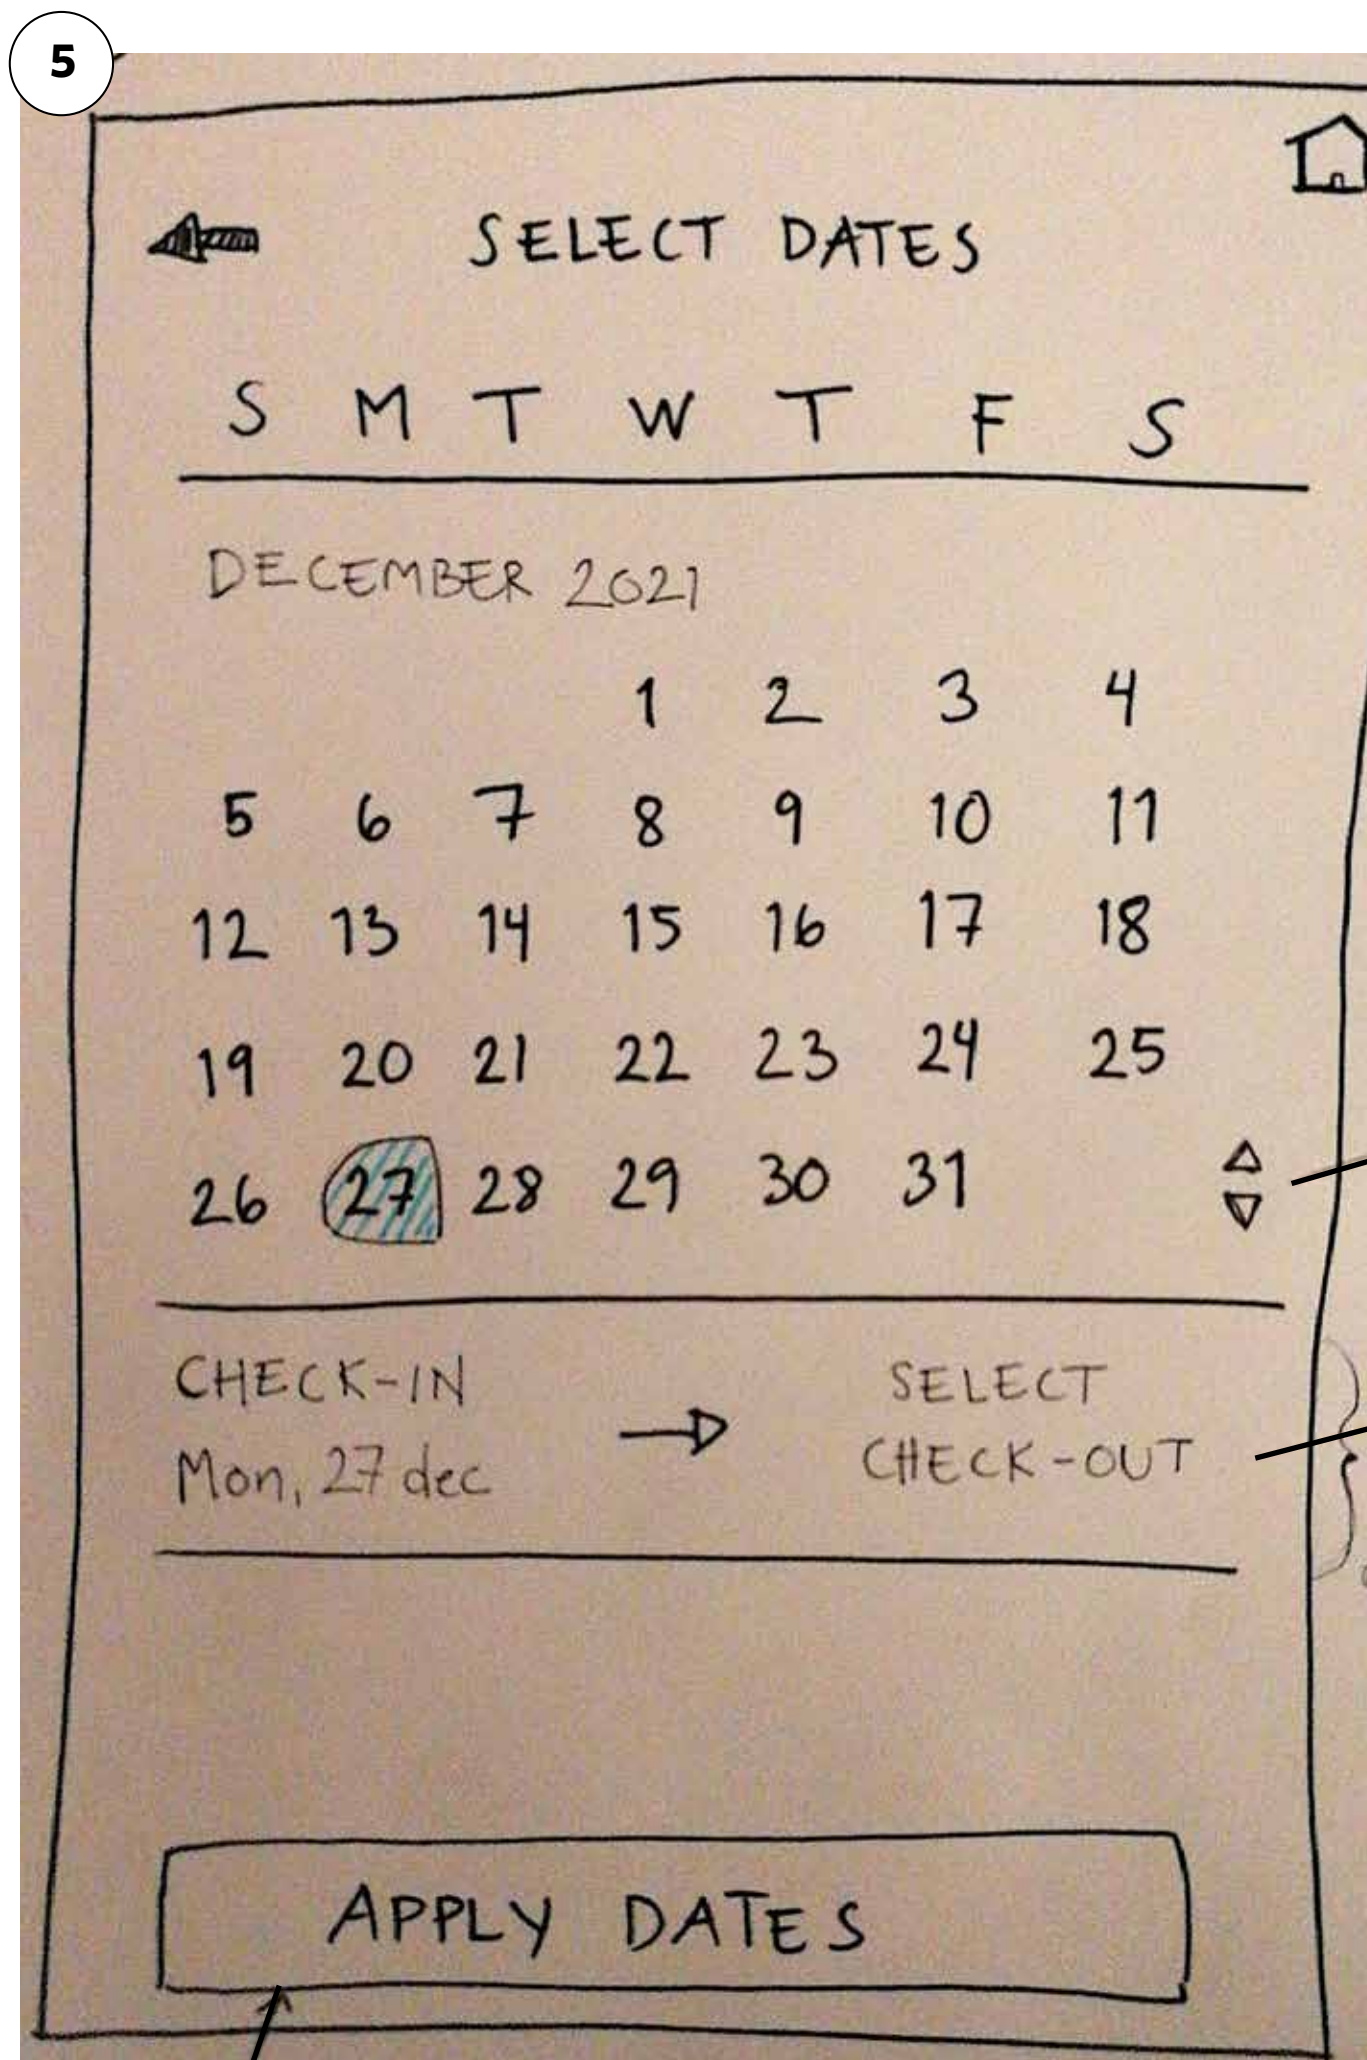 5
SELECT DATES
S M T W T F S
DECEMBER 2021
1 2 3 4
5 6 7 8 9 10 11
12 13 14 15 16 17 18
19 20 21 22 23 24 25
26 27 28 29 30 31
CHECK-IN
Mon, 27 dec
SELECT
CHECK-OUT
APPLY DATES